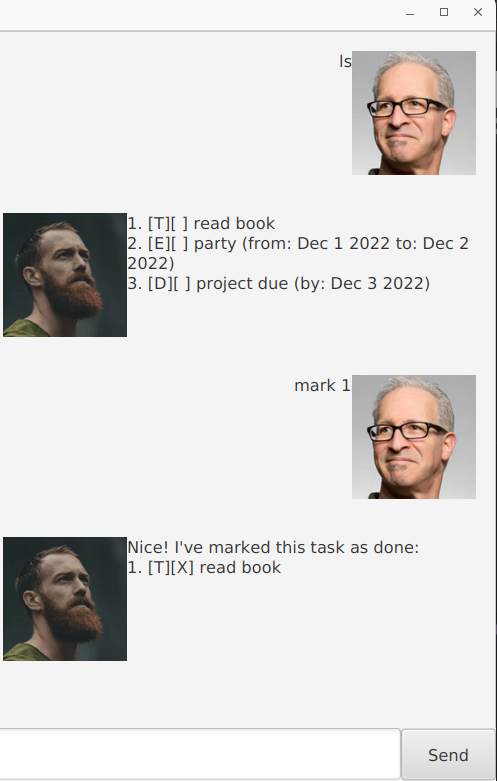 ls
1. [T][ ] read book
2. [E][ ] party (from: Dec 1 2022 to: Dec 2
2022)
3. [D][ ] project due (by: Dec 3 2022)
mark 1
Nice! I've marked this task as done:
1. [T][X] read book
Send